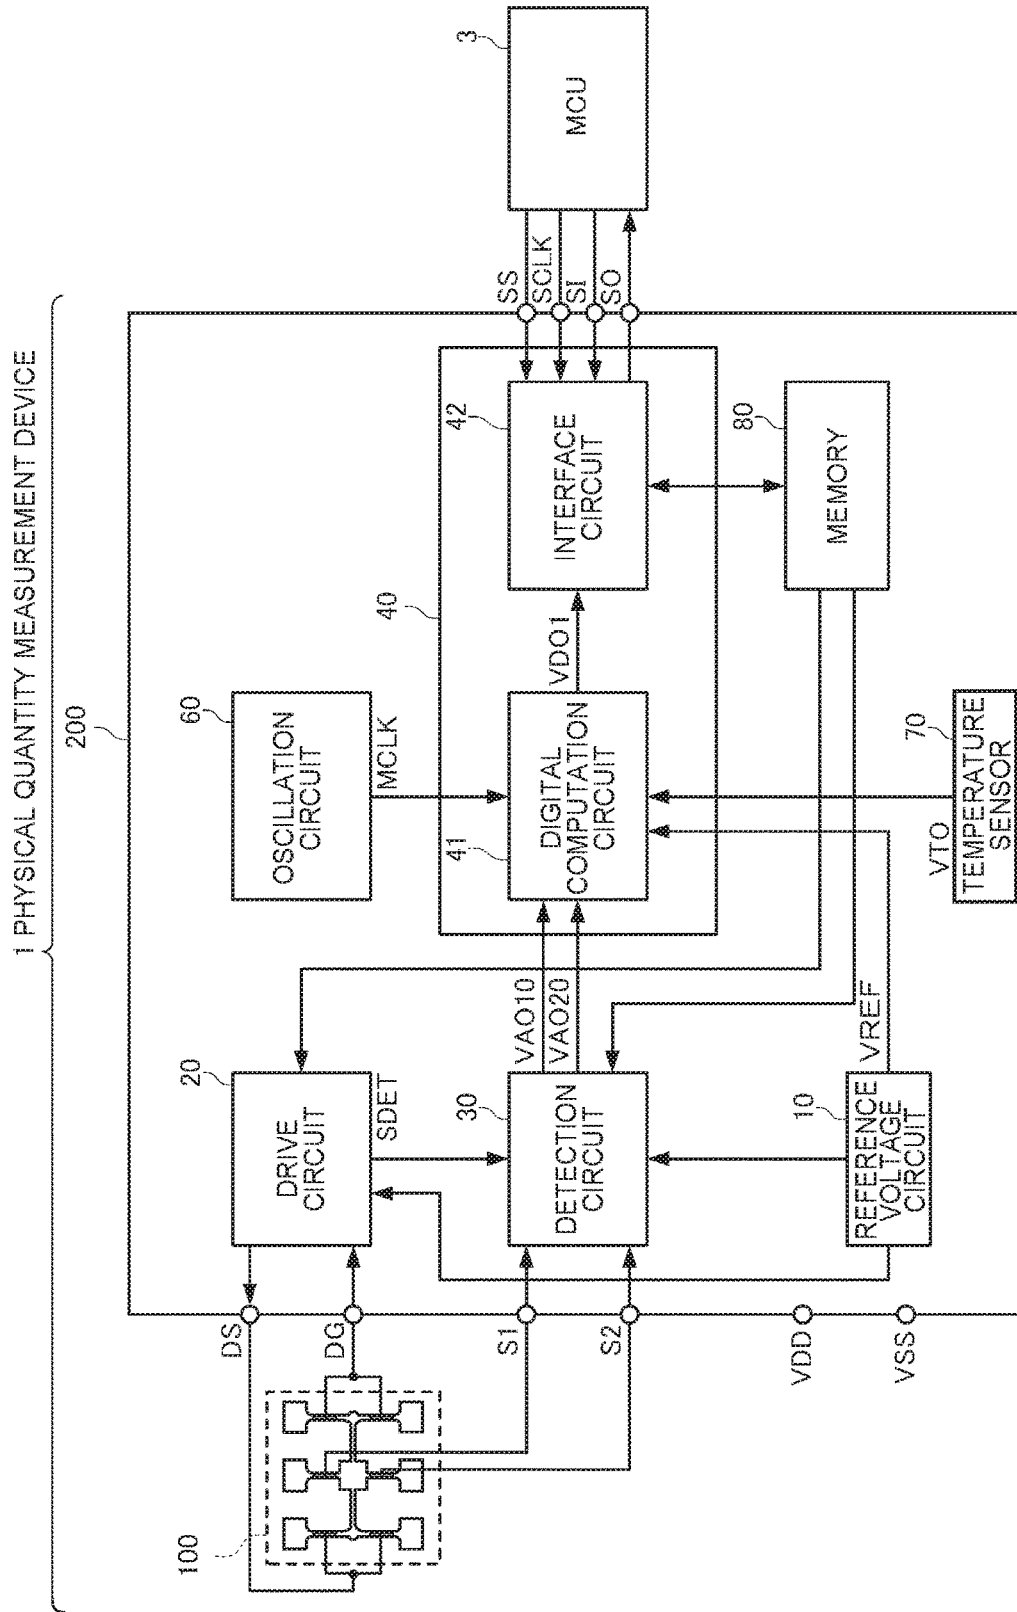 1 PHYSICAL QUANTITY MEASUREMENT DEVICE
200
100
DS
DG
S1
S2
VDD
VSS
20
DRIVE
CIRCUIT
SDET
30
DETECTION
CIRCUIT
10
REFERENCE
VOLTAGE
CIRCUIT
VREF
VAO10
VAO20
60
OSCILLATION
CIRCUIT
MCLK
40
41
DIGITAL
COMPUTATION
CIRCUIT
VDO1
42
INTERFACE
CIRCUIT
70
VTO
TEMPERATURE
SENSOR
80
MEMORY
SS
SCLK
SI
SO
3
MCU